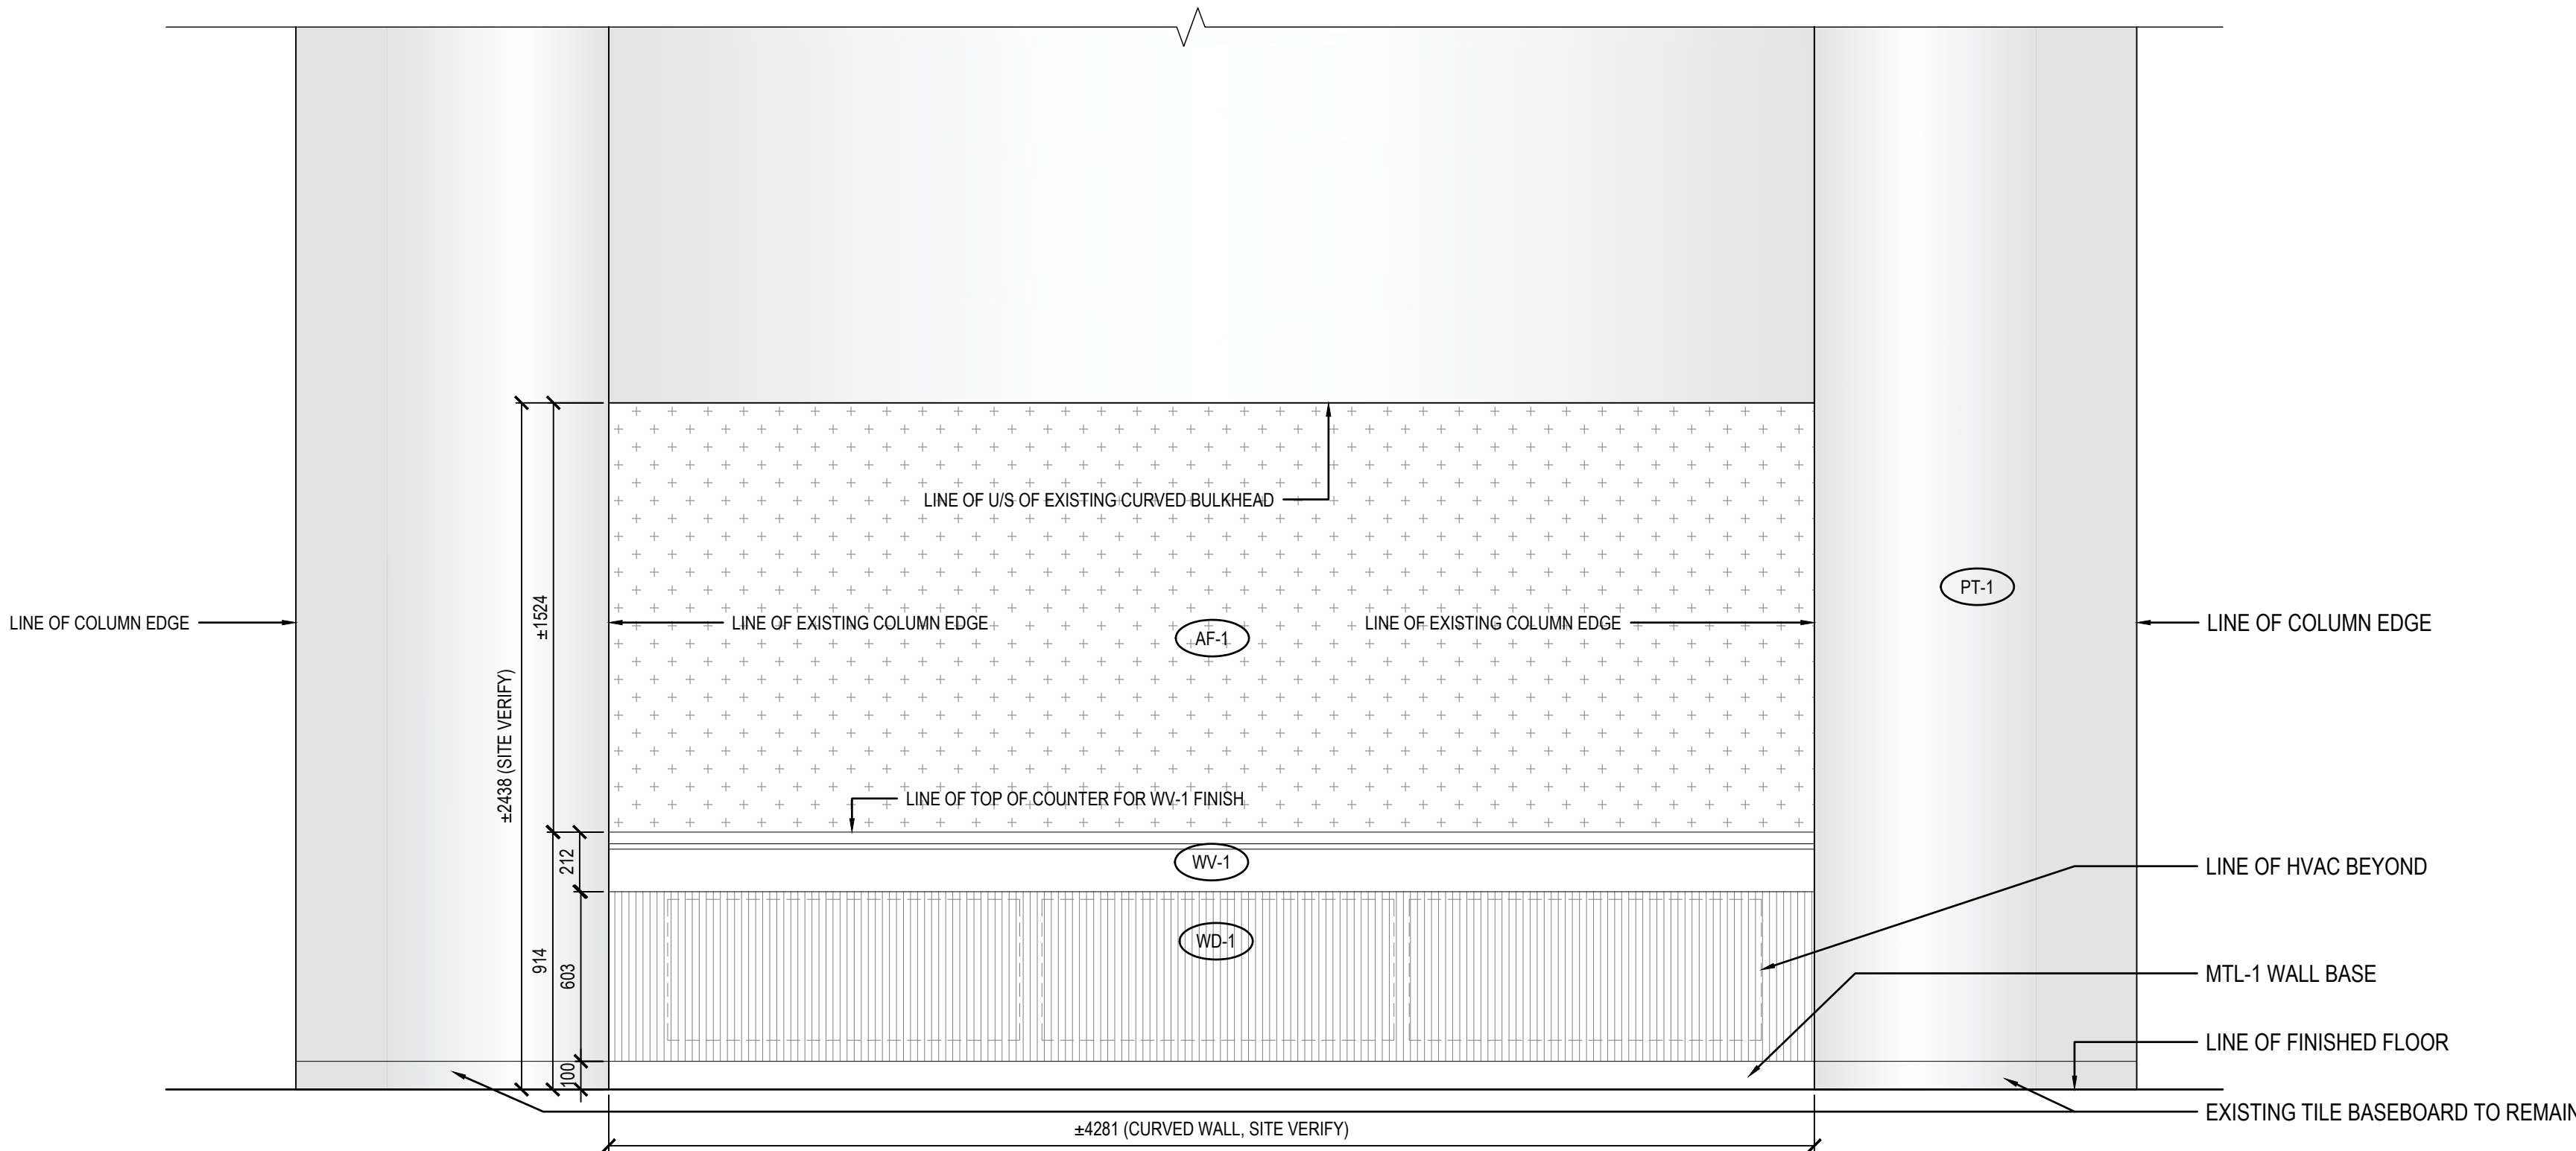 LINE OF U/S OF EXISTING CURVED BULKHEAD
PT-1
LINE OF COLUMN EDGE
±1524
LINE OF EXISTING COLUMN EDGE
AF-1
LINE OF EXISTING COLUMN EDGE
LINE OF COLUMN EDGE
±2438 (SITE VERIFY)
LINE OF TOP OF COUNTER FOR WV-1 FINISH
212
WV-1
LINE OF HVAC BEYOND
914
603
WD-1
MTL-1 WALL BASE
LINE OF FINISHED FLOOR
100
EXISTING TILE BASEBOARD TO REMAIN
±4281 (CURVED WALL, SITE VERIFY)